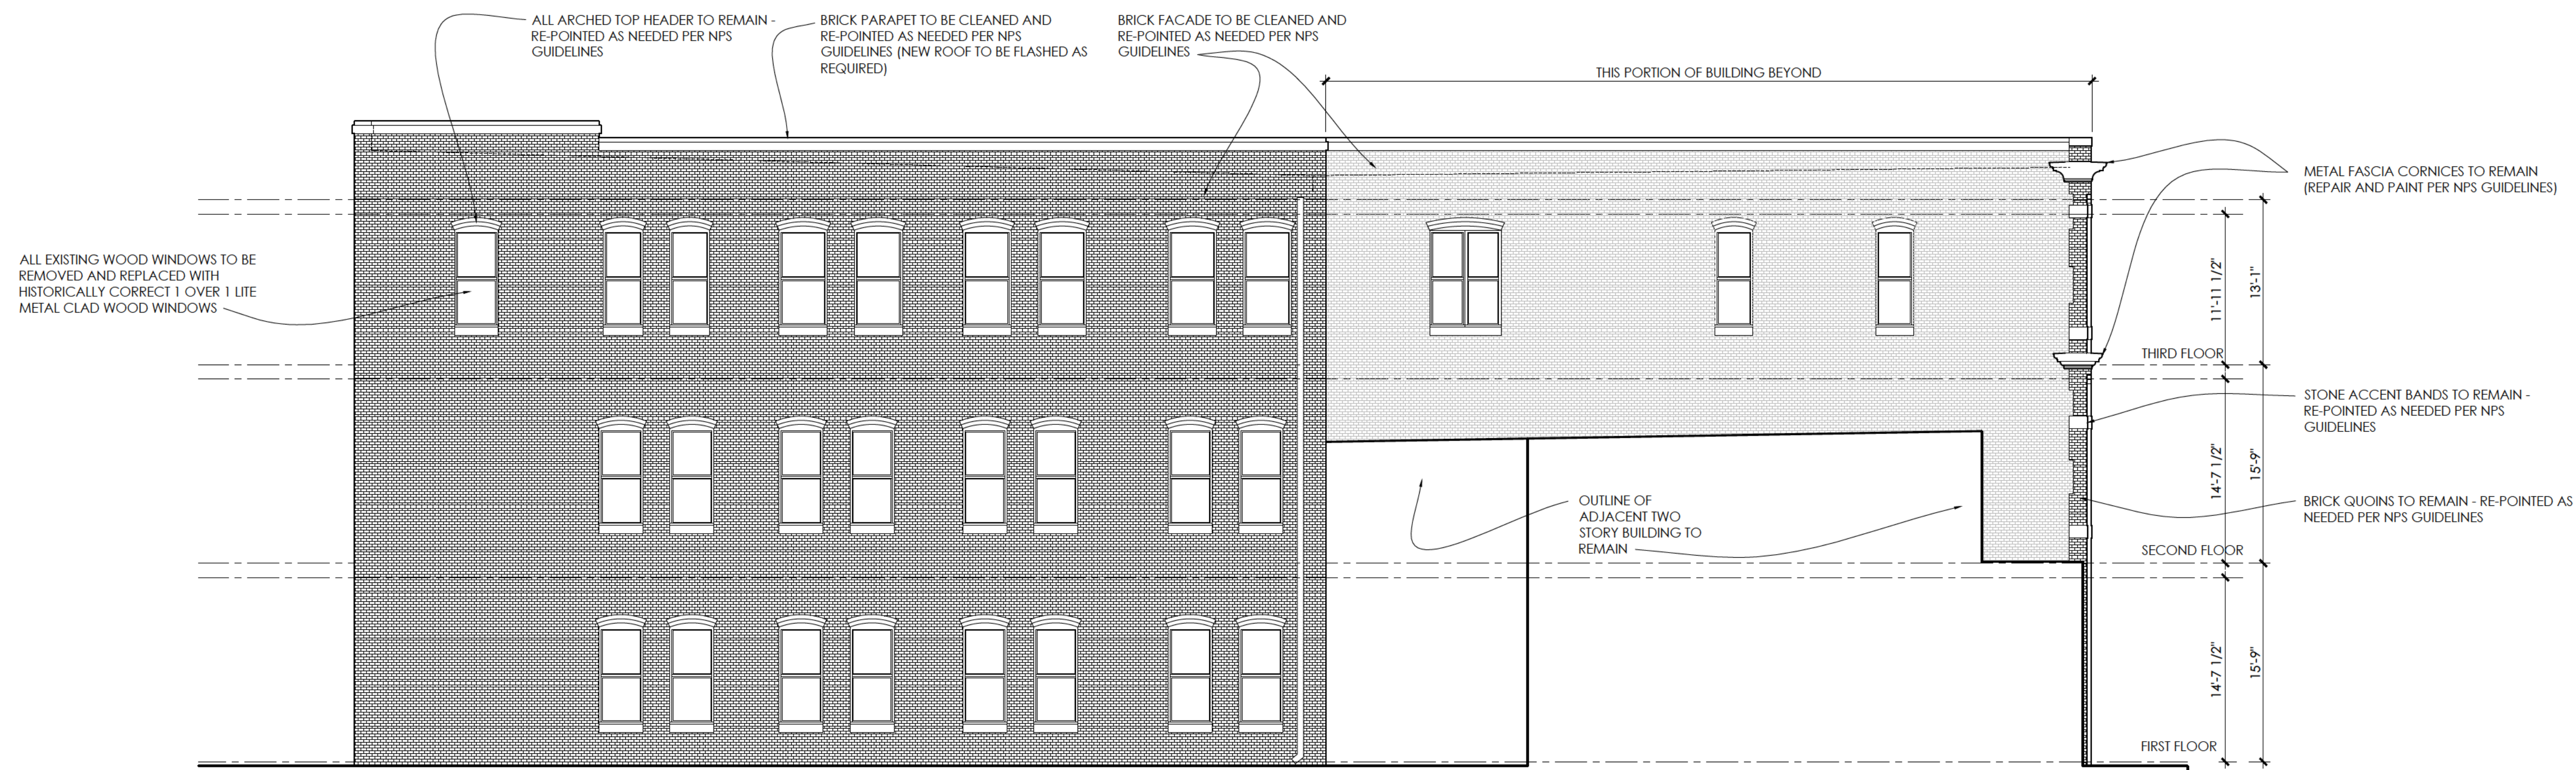 ALL ARCHED TOP HEADER TO REMAIN -
RE-POINTED AS NEEDED PER NPS
GUIDELINES
BRICK PARAPET TO BE CLEANED AND
RE-POINTED AS NEEDED PER NPS
GUIDELINES (NEW ROOF TO BE FLASHED AS
REQUIRED)
BRICK FACADE TO BE CLEANED AND
RE-POINTED AS NEEDED PER NPS
GUIDELINES
THIS PORTION OF BUILDING BEYOND
METAL FASCIA CORNICES TO REMAIN
(REPAIR AND PAINT PER NPS GUIDELINES)
ALL EXISTING WOOD WINDOWS TO BE
REMOVED AND REPLACED WITH
HISTORICALLY CORRECT 1 OVER 1 LITE
METAL CLAD WOOD WINDOWS
11'-11 1/2"
13'-1"
THIRD FLOOR
STONE ACCENT BANDS TO REMAIN -
RE-POINTED AS NEEDED PER NPS
GUIDELINES
14'-7 1/2"
15'-9"
OUTLINE OF
ADJACENT TWO
STORY BUILDING TO
REMAIN
BRICK QUOINS TO REMAIN - RE-POINTED AS
NEEDED PER NPS GUIDELINES
SECOND FLOOR
14'-7 1/2"
15'-9"
FIRST FLOOR